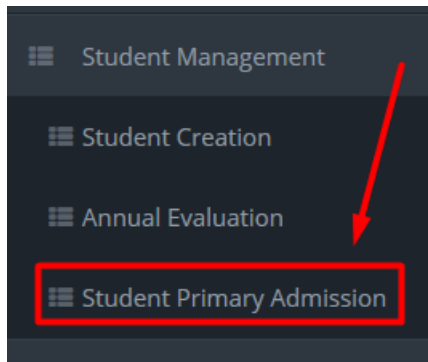 Student Management
Student Creation
Annual Evaluation
Student Primary Admission